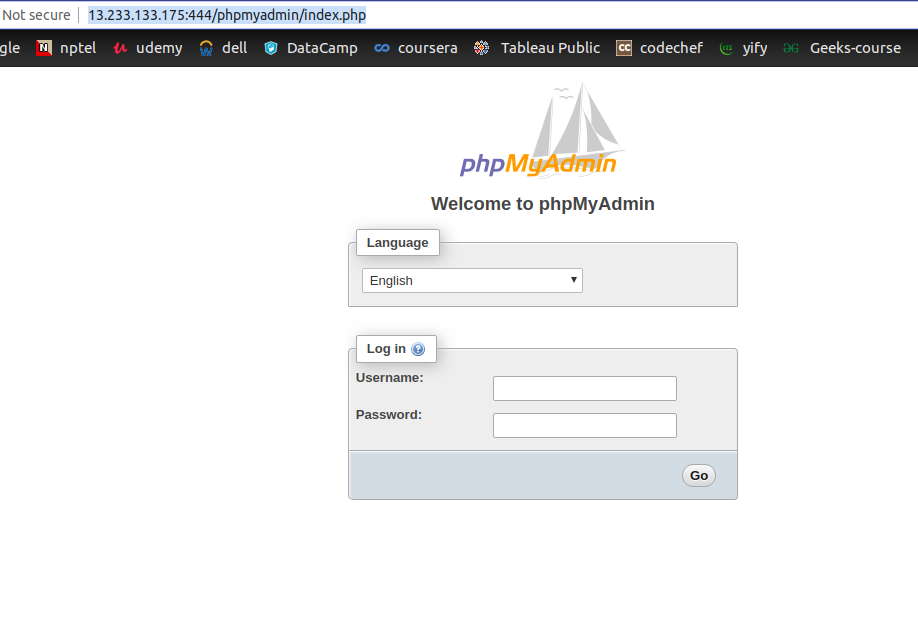 Not secure 13.233.133.175:444/phpmyadmin/index.php
gle nptel udemy dell DataCamp coursera Tableau Public CC codechef yify Geeks-course
phpMyAdmin
Welcome to phpMyAdmin
Language
English
Log in
Username:
Password:
Go